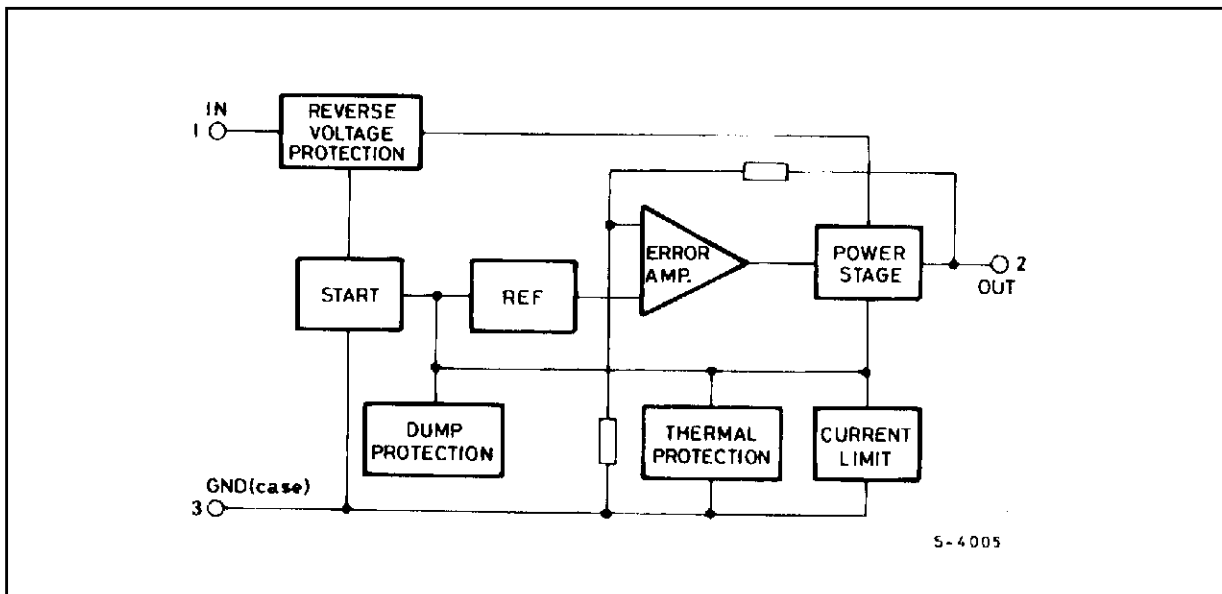 IN
1
REVERSE
VOLTAGE
PROTECTION
START
REF
ERROR
AMP.
POWER
STAGE
2
OUT
DUMP
PROTECTION
THERMAL
PROTECTION
CURRENT
LIMIT
GND(case)
3
S-4005